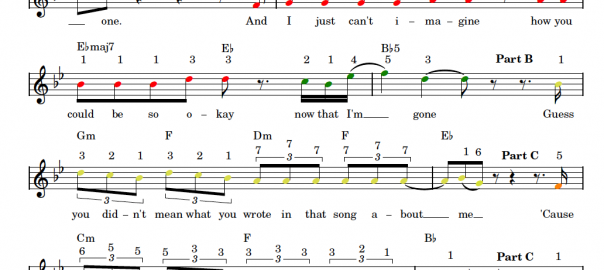 one. And I just can't i - ma - gine how you
E♭maj7 E♭ B♭5
1 1 1 3 3 2 1 4 5 3 Part B 1
could be so o - kay now that I'm gone Guess
Gm F Dm F E♭
3 2 1 3 2 1 7 7 7 7 7 7 1 6 Part C 5
3 3 3 3
you did - n't mean what you wrote in that song a - bout me 'Cause
Cm F B♭
6 5 5 5 3 3 3 3 3 3 2 1 1 Part C 1
3 3 3 3